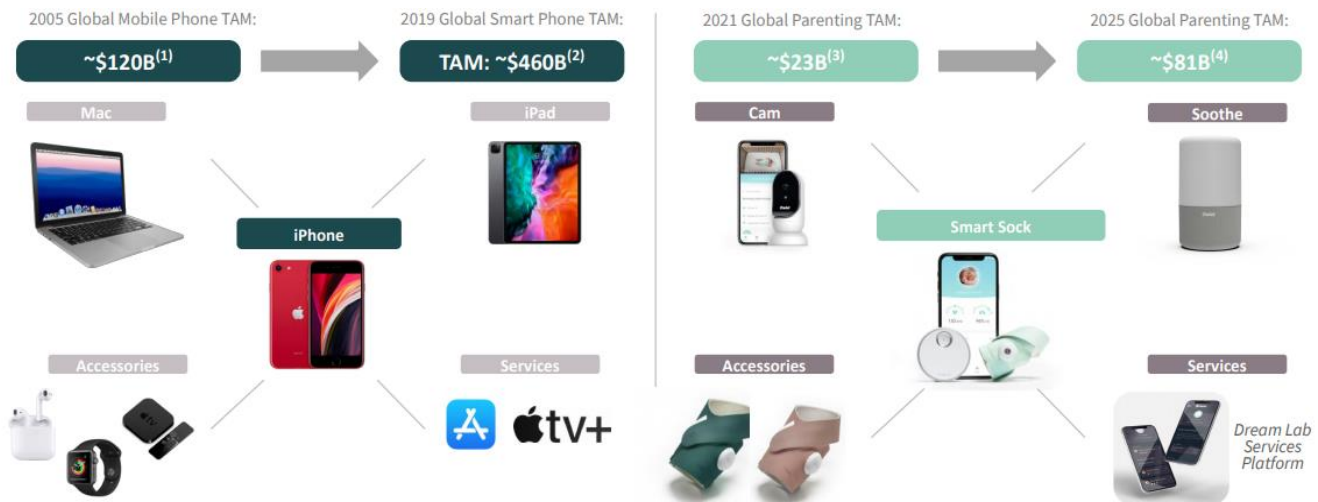 2005 Global Mobile Phone TAM:
2019 Global Smart Phone TAM:
~$120B(1)
TAM: ~$460B(2)
Mac
iPad
iPhone
Accessories
Services
tv
tv+
2021 Global Parenting TAM:
2025 Global Parenting TAM:
~$23B(3)
~$81B(4)
Cam
Soothe
Smart Sock
Accessories
Services
Dream Lab
Services
Platform